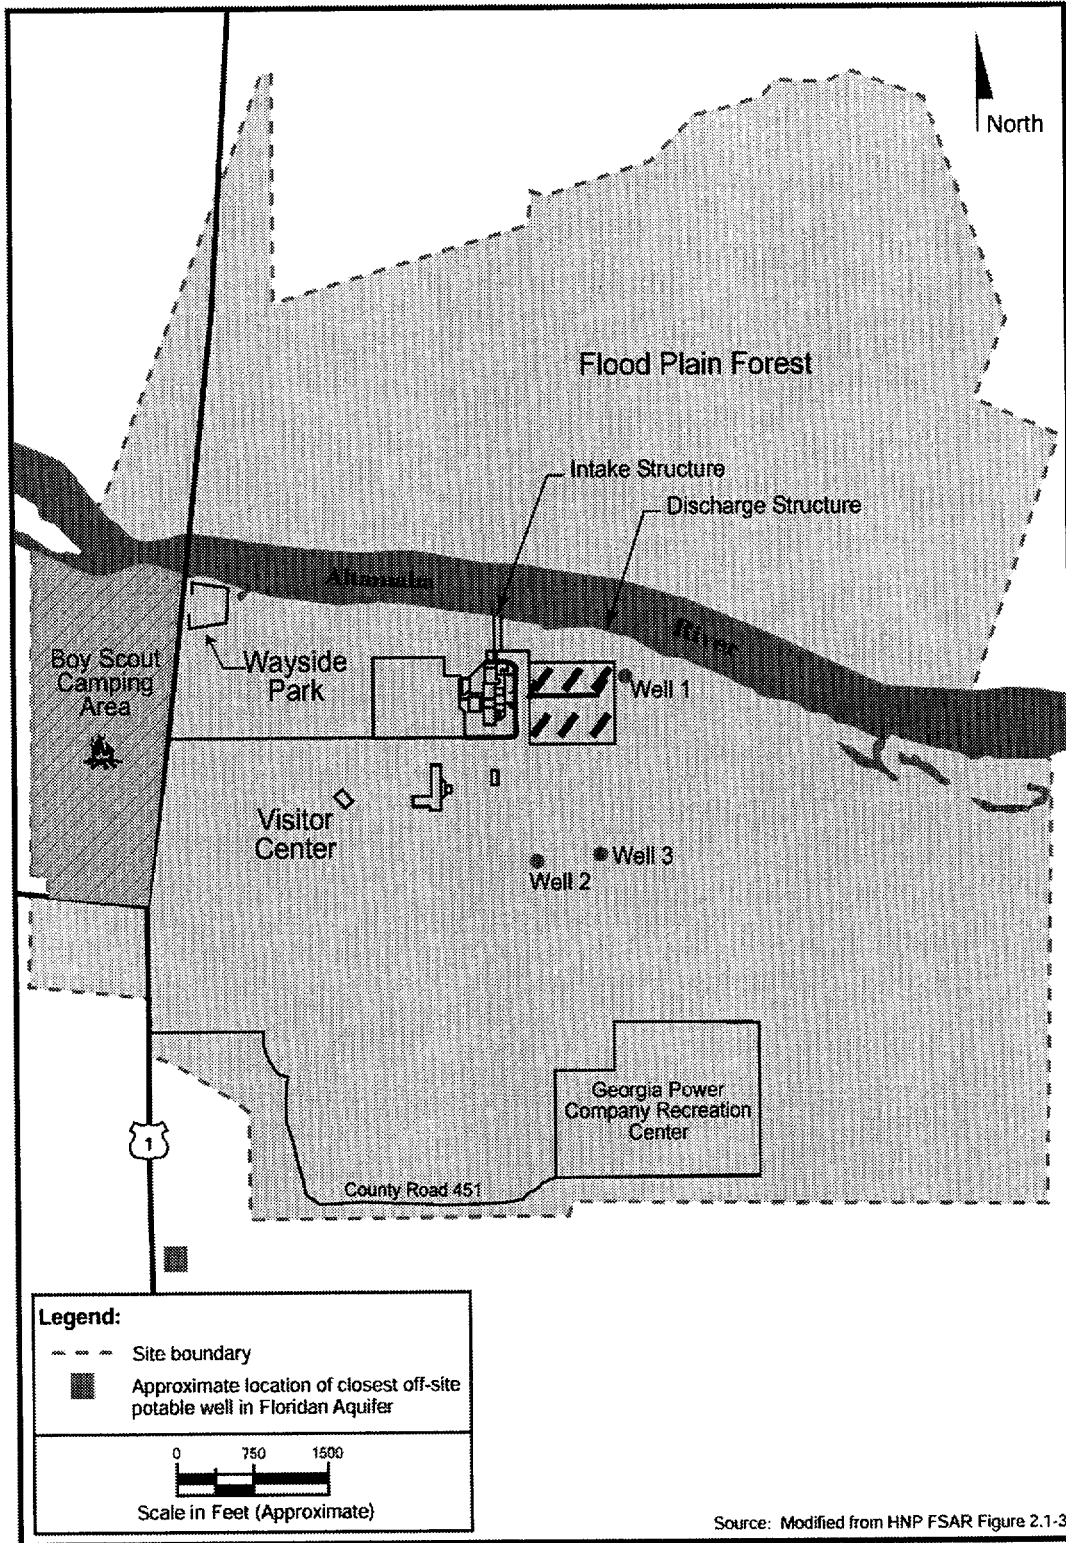 North
Flood Plain Forest
Intake Structure
Discharge Structure
Altamaha
River
Boy Scout
Camping
Area
Wayside
Park
Well 1
Visitor
Center
Well 3
Well 2
Georgia Power
Company Recreation
Center
1
County Road 451
Legend:
Site boundary
Approximate location of closest off-site
potable well in Floridan Aquifer
0 750 1500
Scale in Feet (Approximate)
Source: Modified from HNP FSAR Figure 2.1-3